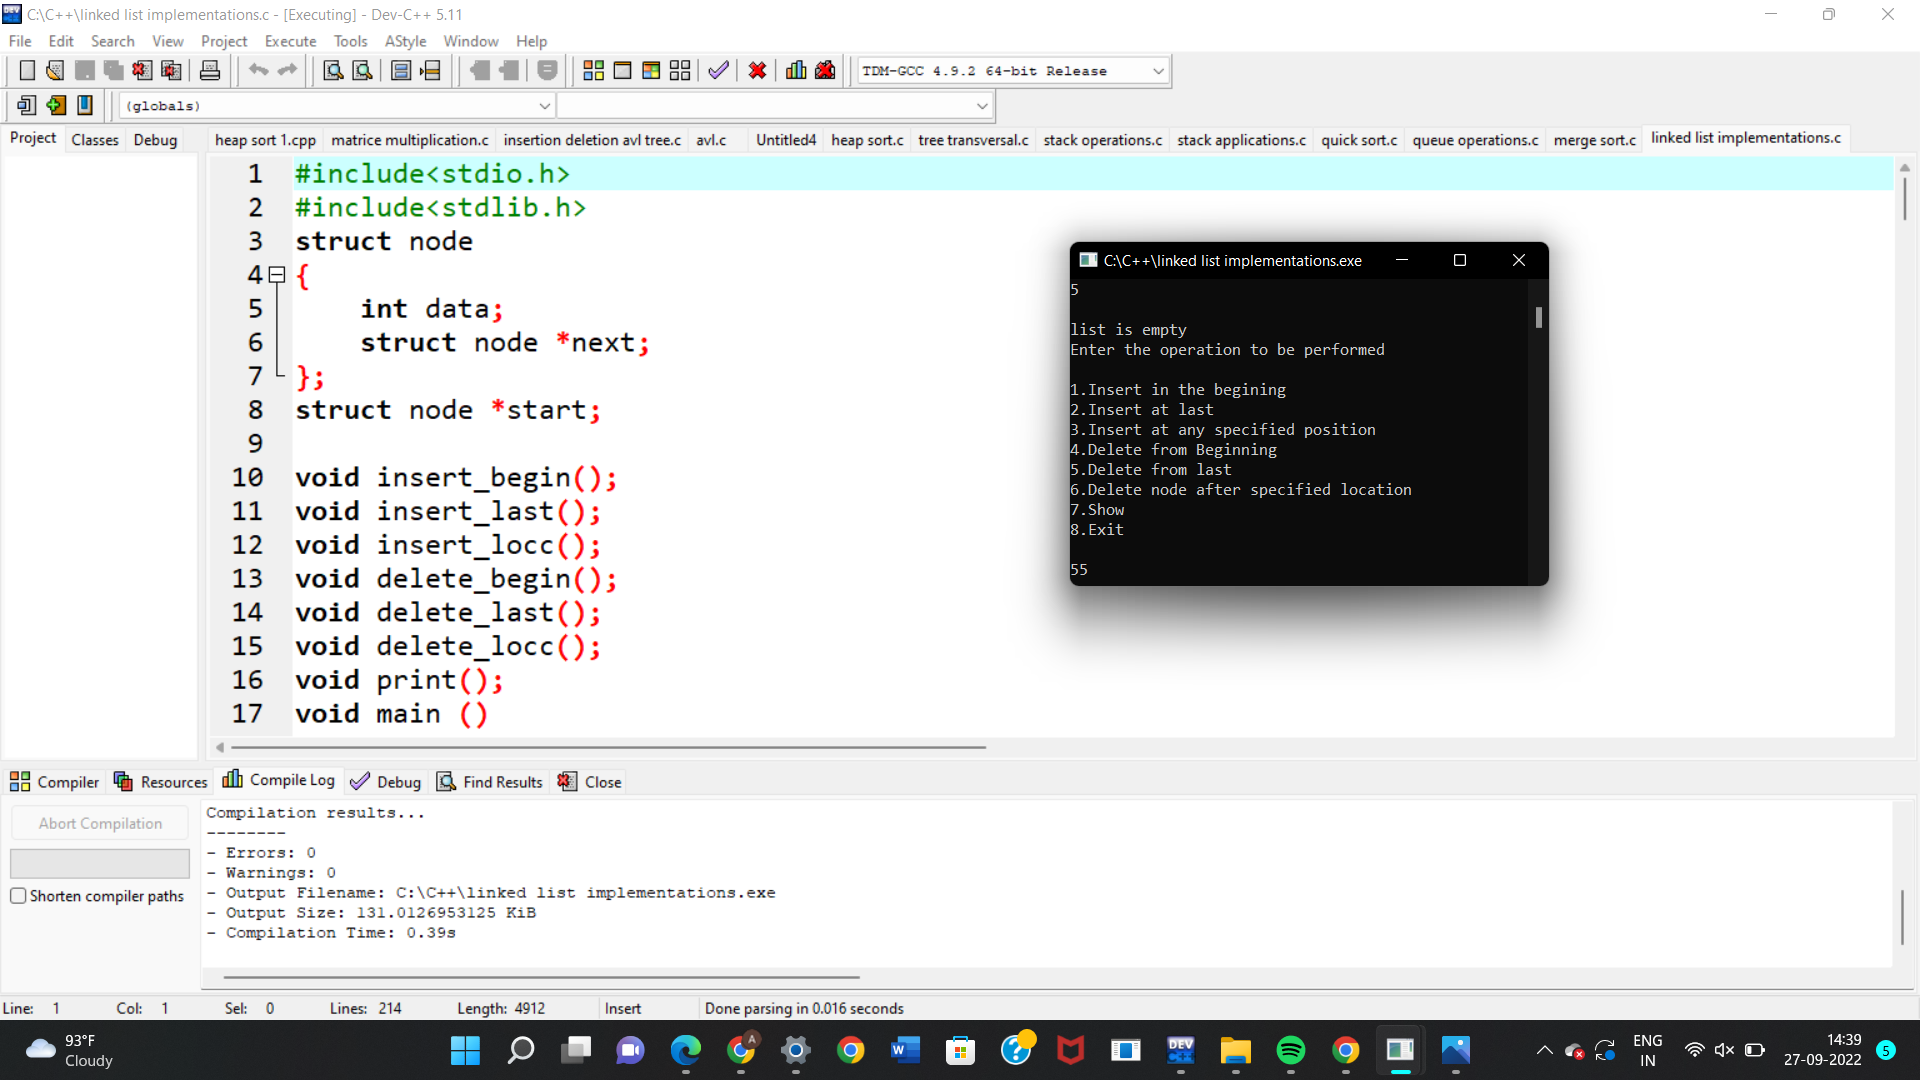 C:\C++\linked list implementations.c - [Executing] - Dev-C++ 5.11
File Edit Search View Project Execute Tools AStyle Window Help
TDM-GCC 4.9.2 64-bit Release
(globals)
Project Classes Debug
heap sort 1.cpp matrice multiplication.c insertion deletion avl tree.c avl.c Untitled4 heap sort.c tree transversal.c stack operations.c stack applications.c quick sort.c queue operations.c merge sort.c linked list implementations.c
1 #include<stdio.h>
2 #include<stdlib.h>
3 struct node
4 {
5 int data;
6 struct node *next;
7 };
8 struct node *start;
9
10 void insert_begin();
11 void insert_last();
12 void insert_locc();
13 void delete_begin();
14 void delete_last();
15 void delete_locc();
16 void print();
17 void main ()
C:\C++\linked list implementations.exe
5
list is empty
Enter the operation to be performed
1.Insert in the begining
2.Insert at last
3.Insert at any specified position
4.Delete from Beginning
5.Delete from last
6.Delete node after specified location
7.Show
8.Exit
55
Compiler Resources Compile Log Debug Find Results Close
Abort Compilation
Shorten compiler paths
Compilation results...
--------
- Errors: 0
- Warnings: 0
- Output Filename: C:\C++\linked list implementations.exe
- Output Size: 131.0126953125 KiB
- Compilation Time: 0.39s
Line: 1 Col: 1 Sel: 0 Lines: 214 Length: 4912 Insert Done parsing in 0.016 seconds
93°F
Cloudy
A
W
DEV
C++
ENG
IN
14:39
27-09-2022
5